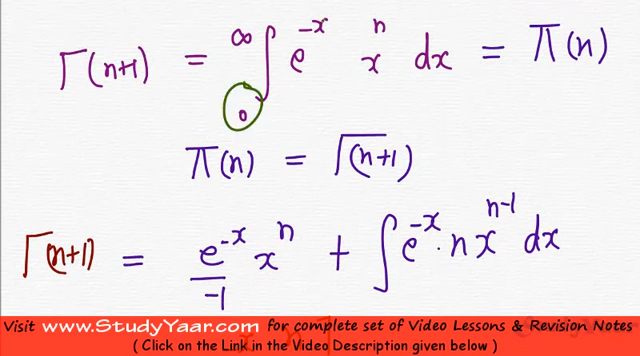 Γ(n+1) = ∞ ∫ 0 e^-x x^n dx = π(n)
π(n) = Γ(n+1)
Γ(n+1) = e^-x/-1 x^n + ∫ e^-x · n x^n-1 dx
Visit www.StudyYaar.com for complete set of Video Lessons & Revision Notes
( Click on the Link in the Video Description given below )